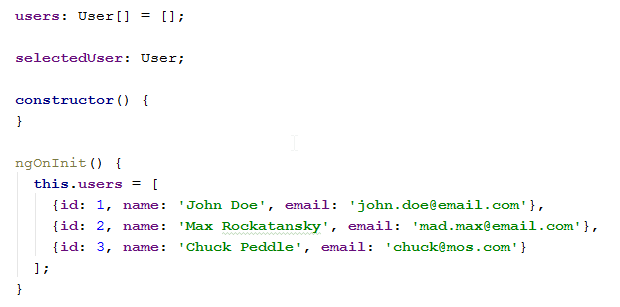 users: User[] = [];
selectedUser: User;
constructor() {
}
ngOnInit() {
this.users = [
{id: 1, name: 'John Doe', email: 'john.doe@email.com'},
{id: 2, name: 'Max Rockatansky', email: 'mad.max@email.com'},
{id: 3, name: 'Chuck Peddle', email: 'chuck@mos.com'}
];
}